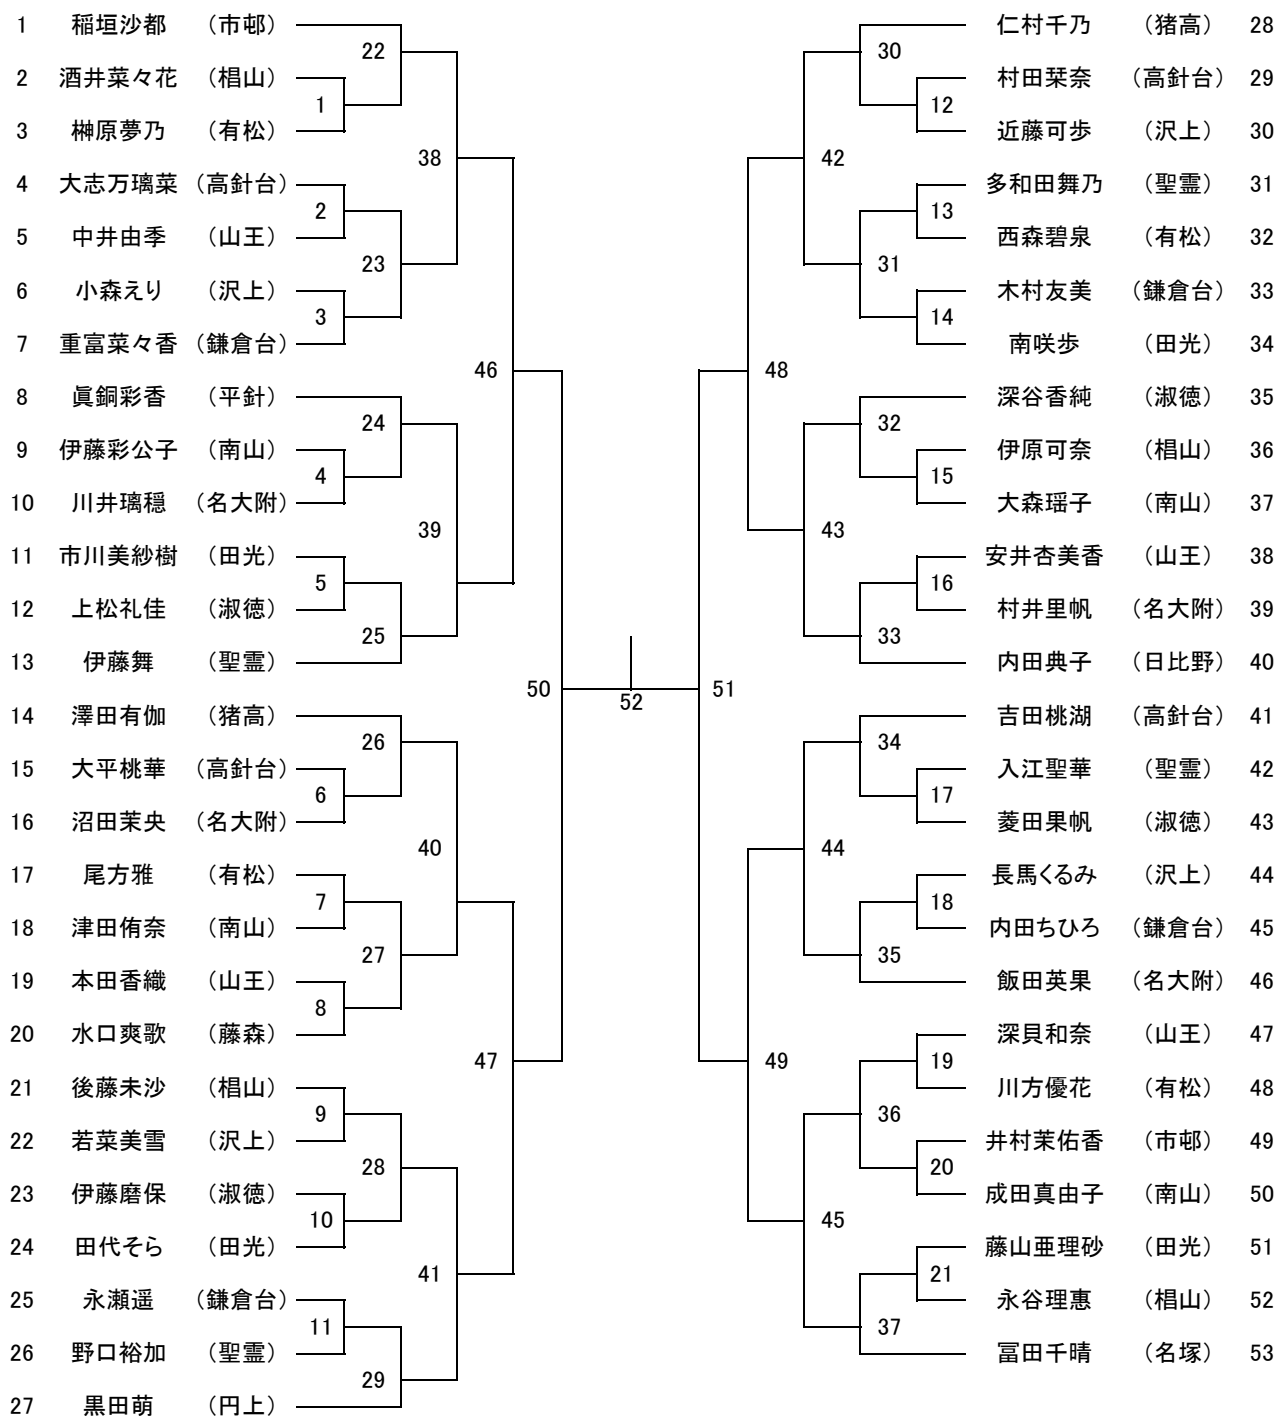 1 稲垣沙都 （市邨） 仁村千乃 （猪高） 28
22 30
2 酒井菜々花 （椙山） 村田栞奈 （高針台） 29
1 12
3 榊原夢乃 （有松） 近藤可歩 （沢上） 30
38 42
4 大志万璃菜 （高針台） 多和田舞乃 （聖霊） 31
2 13
5 中井由季 （山王） 西森碧泉 （有松） 32
23 31
6 小森えり （沢上） 木村友美 （鎌倉台） 33
3 14
7 重富菜々香 （鎌倉台） 南咲歩 （田光） 34
46 48
8 眞銅彩香 （平針） 深谷香純 （淑徳） 35
24 32
9 伊藤彩公子 （南山） 伊原可奈 （椙山） 36
4 15
10 川井璃穏 （名大附） 大森瑶子 （南山） 37
39 43
11 市川美紗樹 （田光） 安井杏美香 （山王） 38
5 16
12 上松礼佳 （淑徳） 村井里帆 （名大附） 39
25 33
13 伊藤舞 （聖霊） 内田典子 （日比野） 40
50 52 51
14 澤田有伽 （猪高） 吉田桃湖 （高針台） 41
26 34
15 大平桃華 （高針台） 入江聖華 （聖霊） 42
6 17
16 沼田茉央 （名大附） 菱田果帆 （淑徳） 43
40 44
17 尾方雅 （有松） 長馬くるみ （沢上） 44
7 18
18 津田侑奈 （南山） 内田ちひろ （鎌倉台） 45
27 35
19 本田香織 （山王） 飯田英果 （名大附） 46
8
20 水口爽歌 （藤森） 深貝和奈 （山王） 47
47 49 19
21 後藤未沙 （椙山） 川方優花 （有松） 48
9 36
22 若菜美雪 （沢上） 井村茉佑香 （市邨） 49
28 20
23 伊藤磨保 （淑徳） 成田真由子 （南山） 50
10 45
24 田代そら （田光） 藤山亜理砂 （田光） 51
41 21
25 永瀬遥 （鎌倉台） 永谷理恵 （椙山） 52
11 37
26 野口裕加 （聖霊） 冨田千晴 （名塚） 53
29
27 黒田萌 （円上）